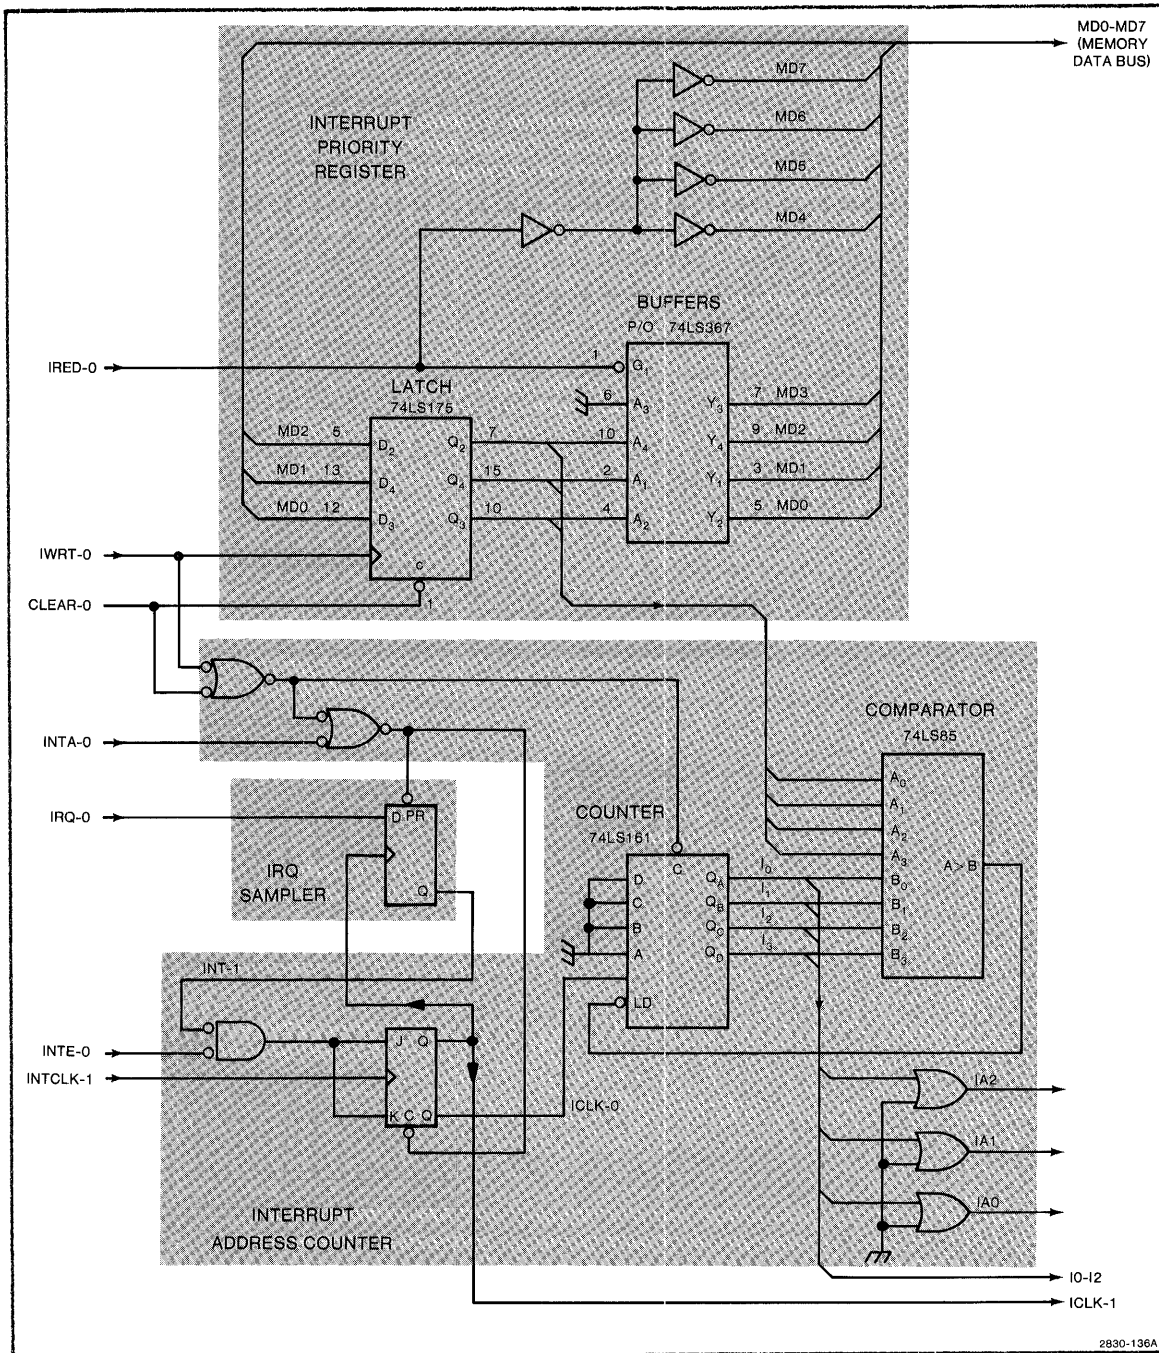 MD0-MD7
(MEMORY
DATA BUS)
MD7
INTERRUPT
PRIORITY
REGISTER
MD6
MD5
MD4
BUFFERS
P/O 74LS367
IRED-0
1
G1
LATCH
74LS175
6
A3
Y3
7 MD3
MD2 5
D2
Q2
7
10
A4
Y4
9 MD2
MD1 13
D4
Q4
15
2
A1
Y1
3 MD1
MD0 12
D3
Q3
10
4
A2
Y2
5 MD0
IWRT-0
C
CLEAR-0
1
COMPARATOR
74LS85
INTA-0
A0
A1
A2
A3
B0
B1
B2
B3
A>B
IRQ-0
D PR
Q
IRQ
SAMPLER
COUNTER
74LS161
C
D
C
B
A
LD
QA
QB
QC
QD
I0
I1
I2
I3
INT-1
INTE-0
J Q
INTCLK-1
K C Q
ICLK-0
IA2
IA1
IA0
INTERRUPT
ADDRESS COUNTER
I0-I2
ICLK-1
2830-136A